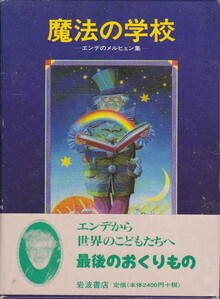 魔法の学校
―エンデのメルヒェン集―
エンデから
世界のこどもたちへ
最後のおくりもの
岩波書店 定価(本体2400円+税)